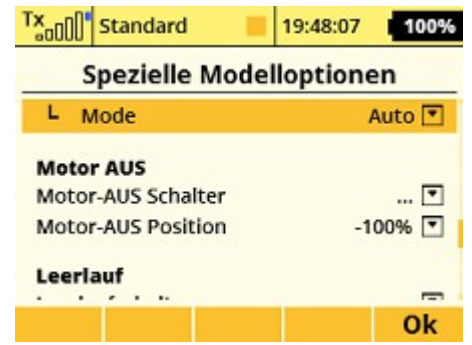 Tx Standard 19:48:07 100%
Spezielle Modelloptionen
Mode Auto
Motor AUS
Motor-AUS Schalter ...
Motor-AUS Position -100%
Leerlauf
Ok